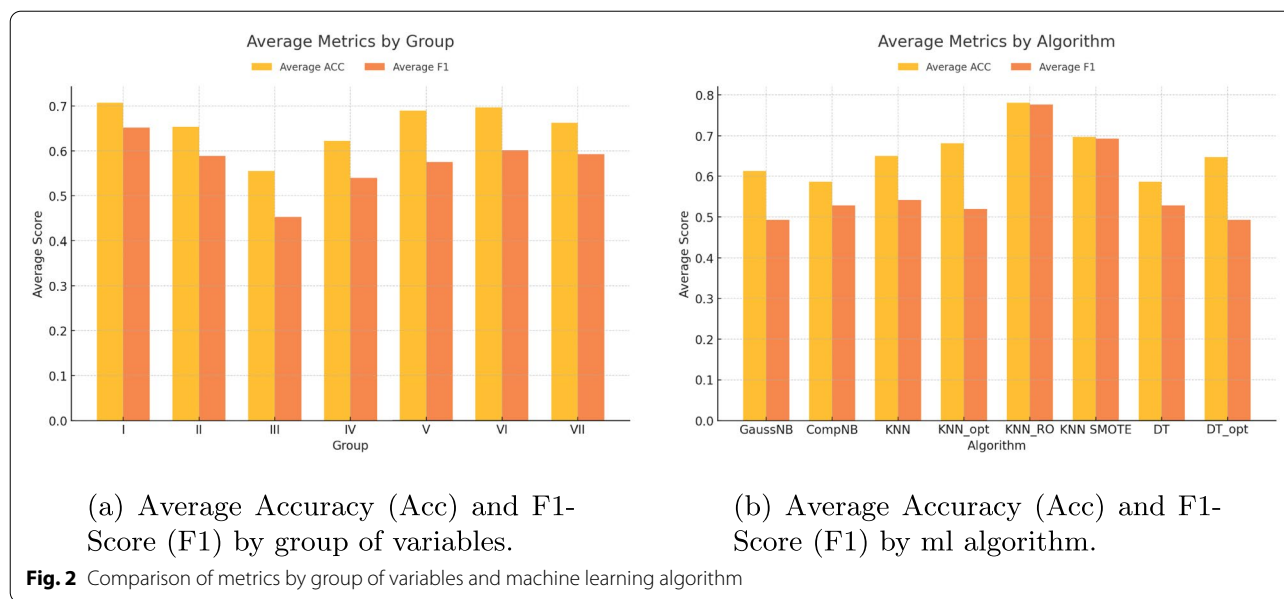 Average Metrics by Group
Average ACC Average F1
Average Score
0.7
0.6
0.5
0.4
0.3
0.2
0.1
0.0
I II III IV V VI VII
Group
(a) Average Accuracy (Acc) and F1-
Score (F1) by group of variables.
Average Metrics by Algorithm
Average ACC Average F1
Average Score
0.8
0.7
0.6
0.5
0.4
0.3
0.2
0.1
0.0
GaussNB CompNB KNN KNN_opt KNN_RO KNN SMOTE DT DT_opt
Algorithm
(b) Average Accuracy (Acc) and F1-
Score (F1) by ml algorithm.
Fig. 2 Comparison of metrics by group of variables and machine learning algorithm